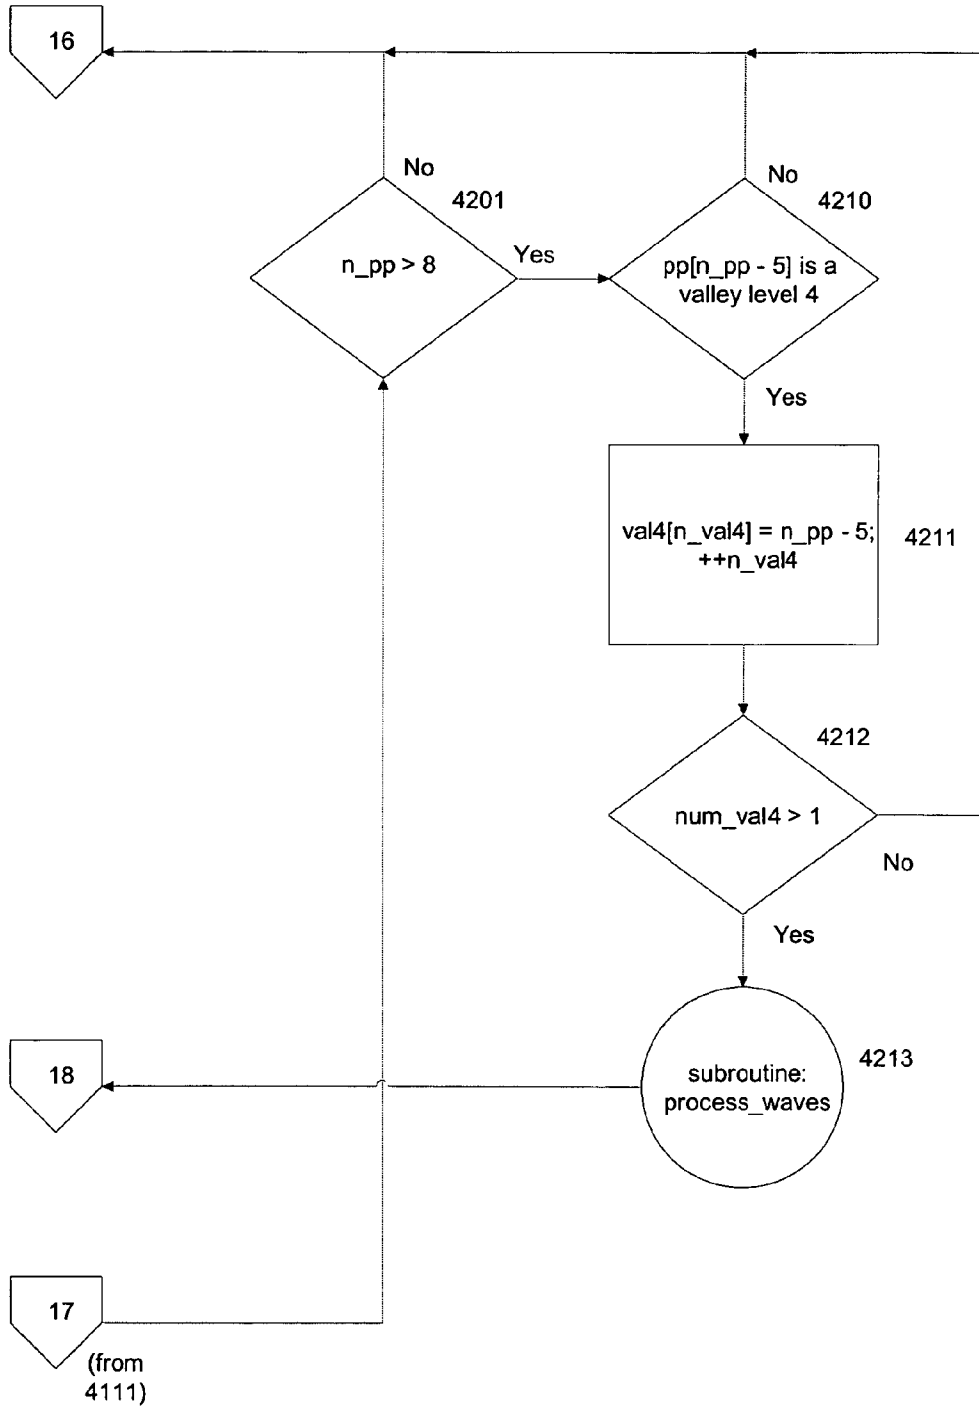 16
No
4201
n_pp > 8
Yes
No
4210
pp[n_pp - 5] is a
valley level 4
Yes
val4[n_val4] = n_pp - 5;
++n_val4
4211
4212
num_val4 > 1
No
Yes
18
4213
subroutine:
process_waves
17
(from
4111)